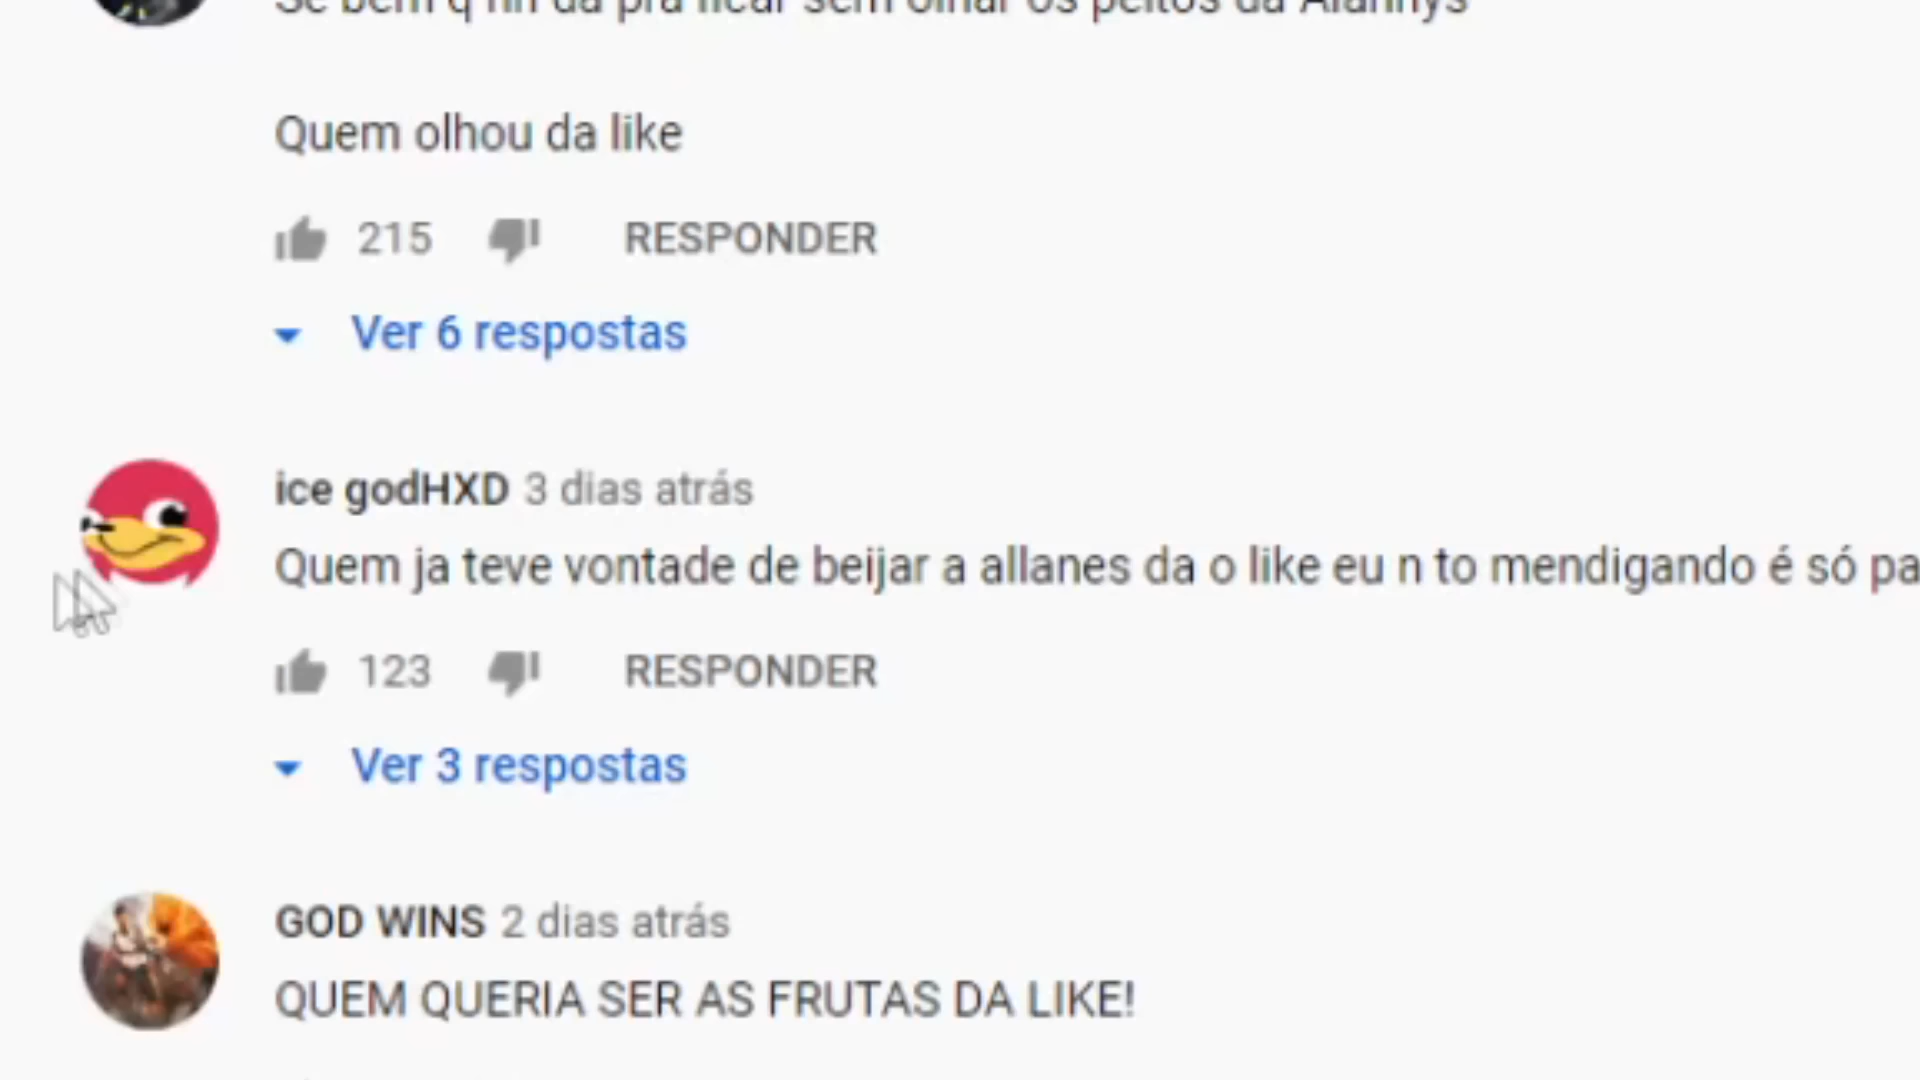 Se bem q nn dá pra ficar sem olhar os peitos da Alannys
Quem olhou da like
215 RESPONDER
Ver 6 respostas
ice godHXD 3 dias atrás
Quem ja teve vontade de beijar a allanes da o like eu n to mendigando é só pa
123 RESPONDER
Ver 3 respostas
GOD WINS 2 dias atrás
QUEM QUERIA SER AS FRUTAS DA LIKE!